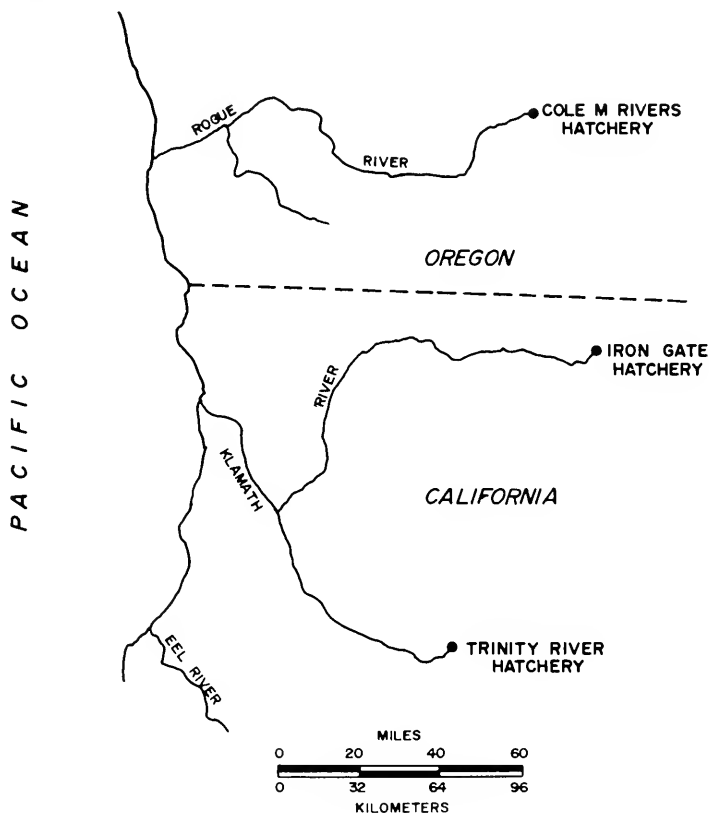 ROGUE
RIVER
COLE M RIVERS
HATCHERY
PACIFIC OCEAN
OREGON
IRON GATE
HATCHERY
RIVER
KLAMATH
CALIFORNIA
TRINITY RIVER
HATCHERY
EEL RIVER
MILES
0 20 40 60
0 32 64 96
KILOMETERS